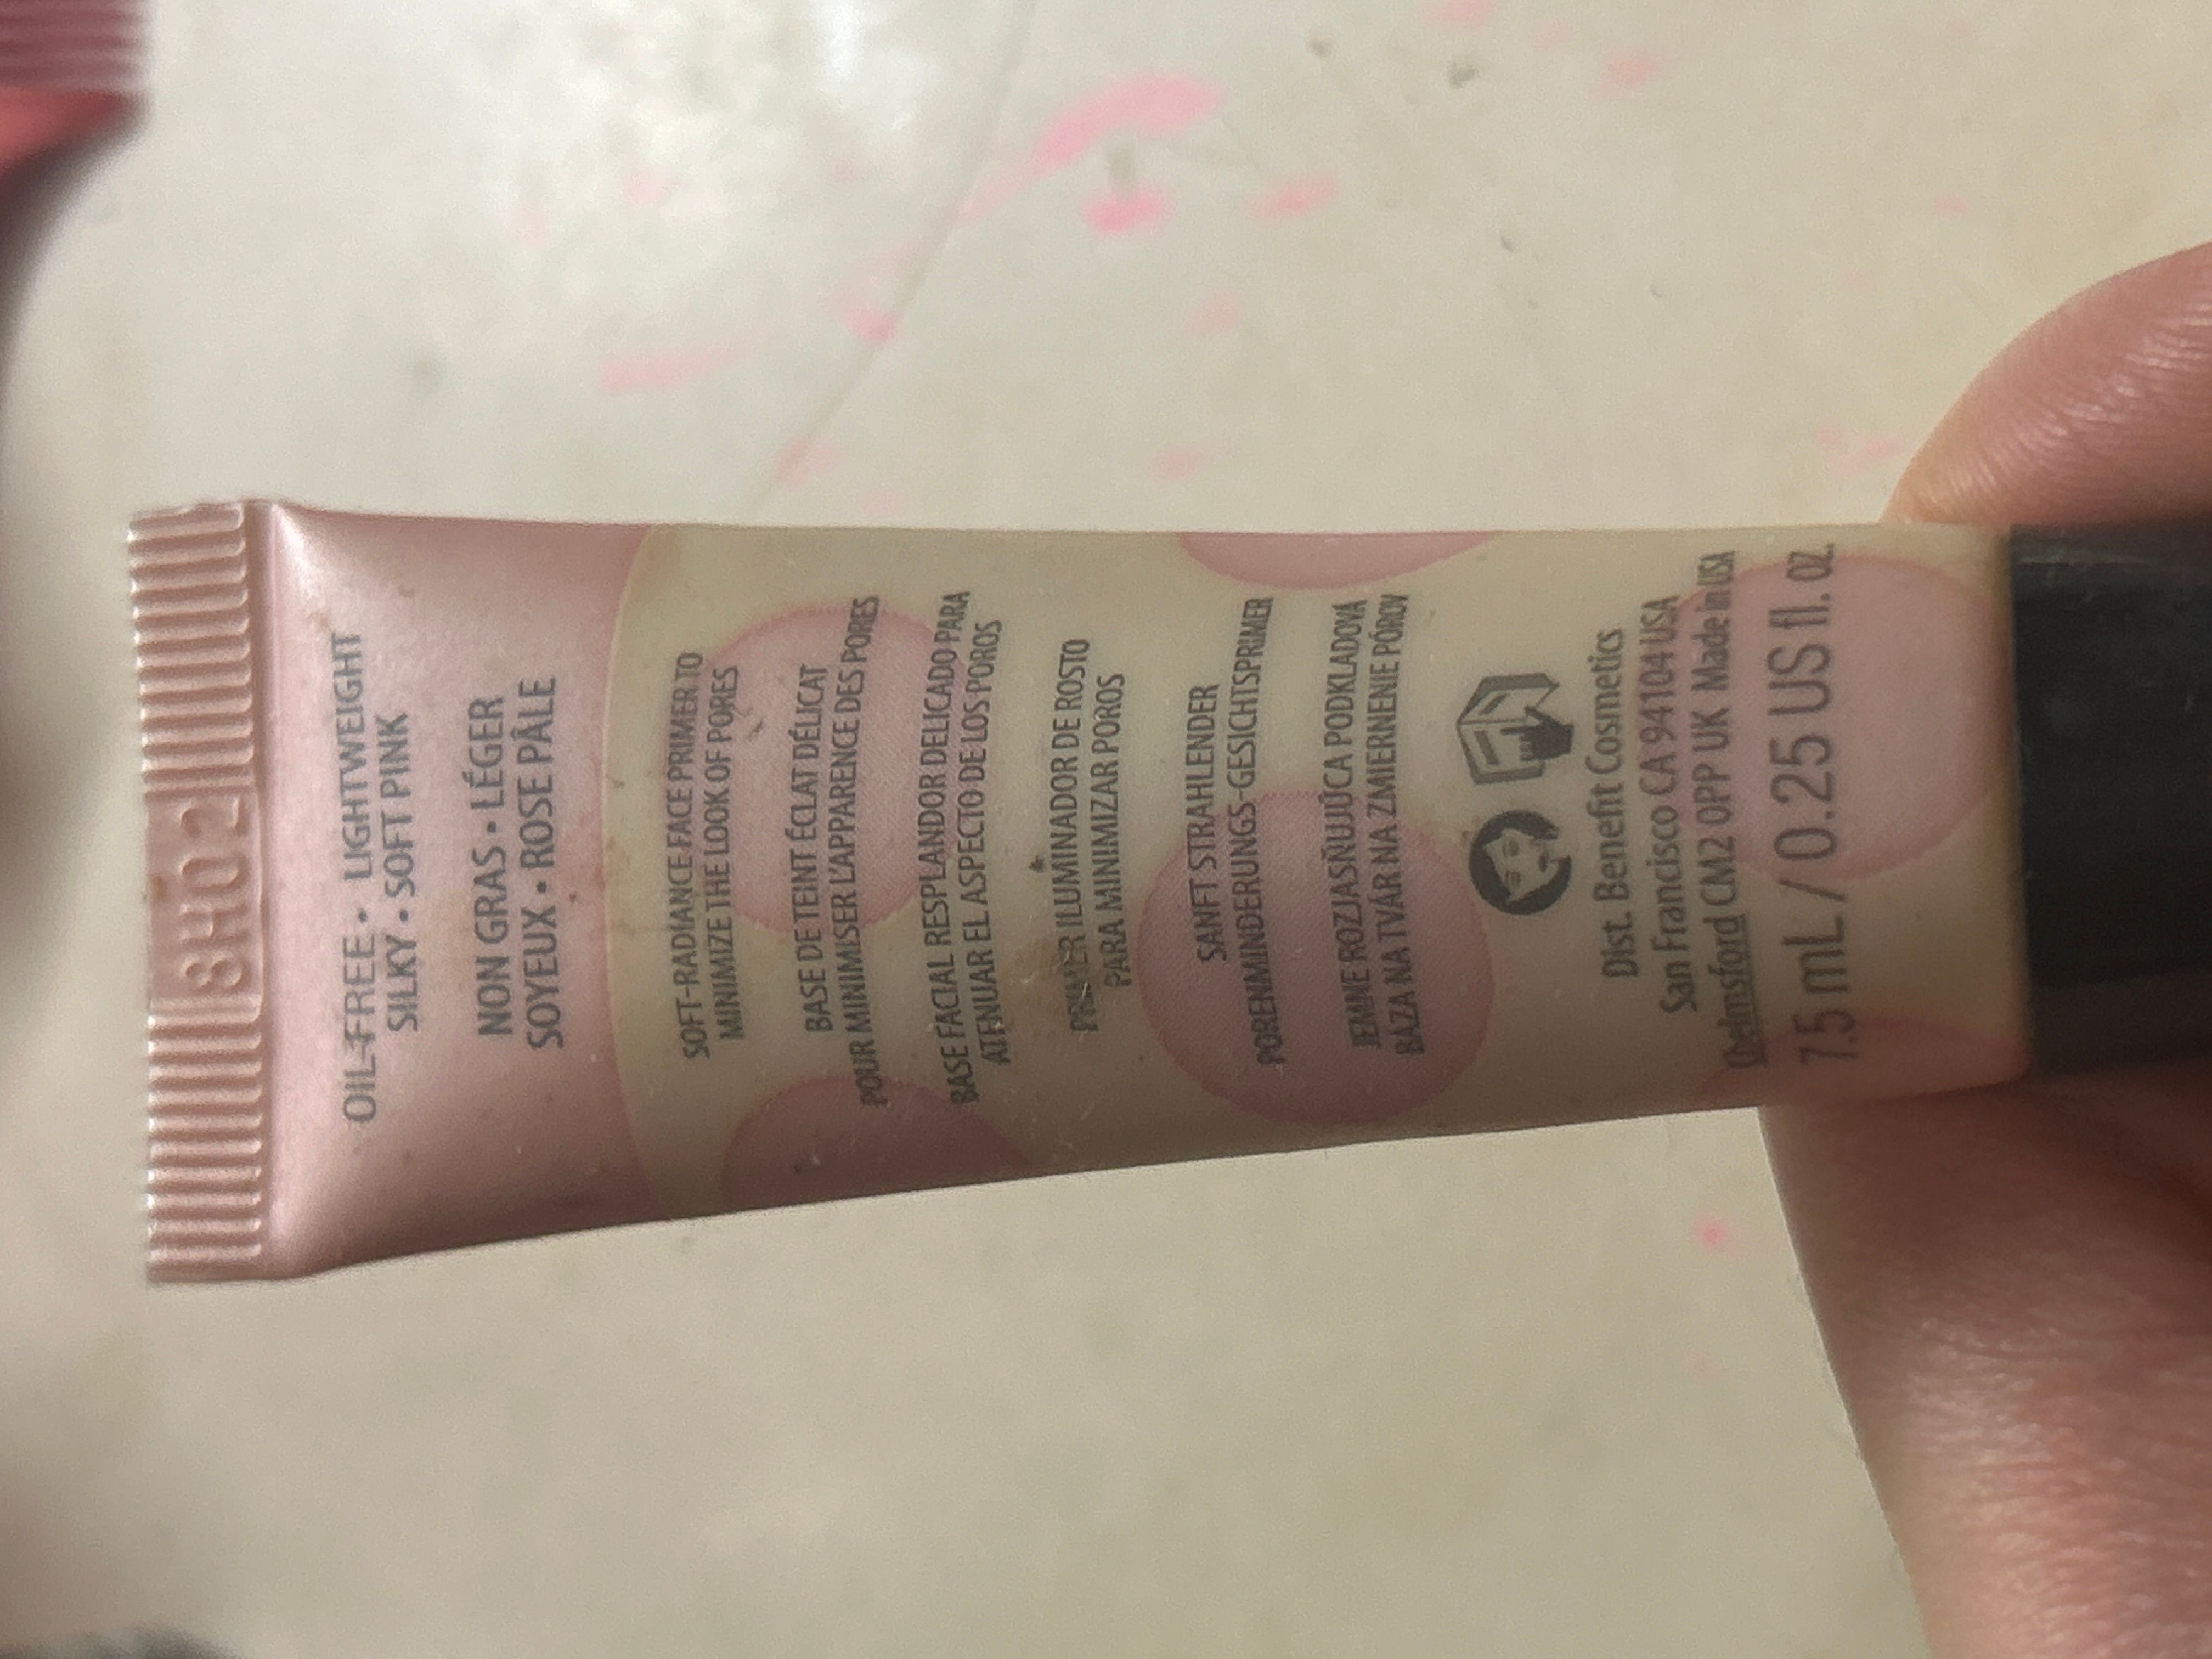 8H02
OIL-FREE • LIGHTWEIGHT
SILKY • SOFT PINK
NON GRAS • LÉGER
SOYEUX • ROSE PÂLE
SOFT-RADIANCE FACE PRIMER TO
MINIMIZE THE LOOK OF PORES
BASE DE TEINT ÉCLAT DÉLICAT
POUR MINIMISER L'APPARENCE DES PORES
BASE FACIAL RESPLANDOR DELICADO PARA
ATENUAR EL ASPECTO DE LOS POROS
PRIMER ILUMINADOR DE ROSTO
PARA MINIMIZAR POROS
SANFT STRAHLENDER
PORENMINDERUNGS-GESICHTSPRIMER
JEMNE ROZJASŇUJÚCA PODKLADOVÁ
BÁZA NA TVÁR NA ZMIERNENIE PÓROV
Dist. Benefit Cosmetics
San Francisco CA 94104 USA
Chelmsford CM2 0PP UK Made in USA
7.5 mL / 0.25 US fl. oz.